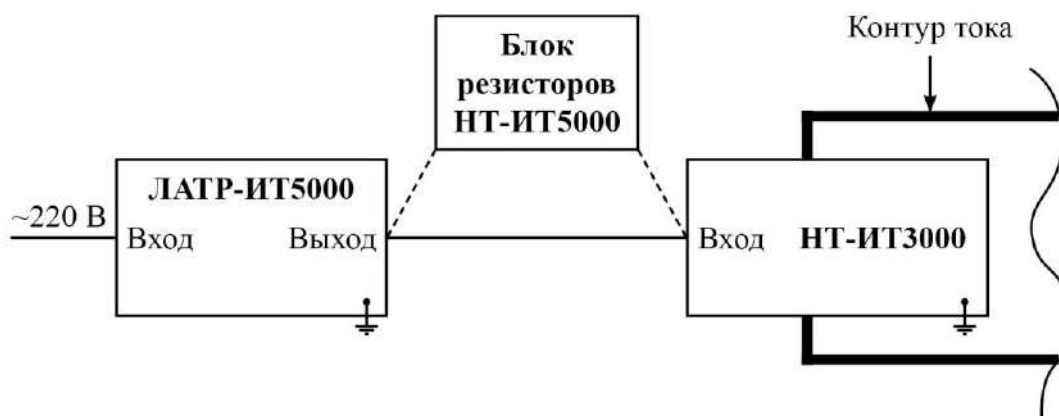 Блок
резисторов
НТ-ИТ5000
Контур тока
ЛАТР-ИТ5000
~220 В
Вход
Выход
Вход
НТ-ИТ3000